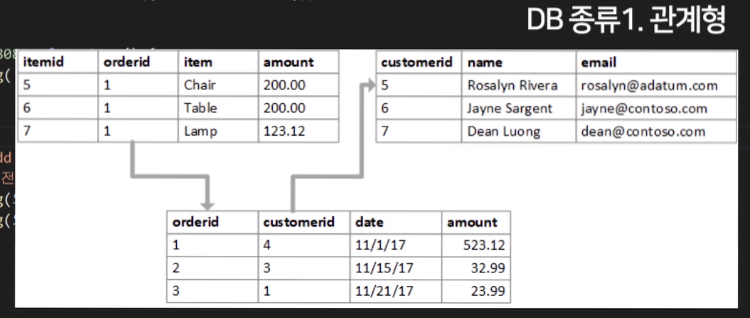 DB 종류1. 관계형
itemid orderid item amount
5 1 Chair 200.00
6 1 Table 200.00
7 1 Lamp 123.12
customerid name email
5 Rosalyn Rivera rosalyn@adatum.com
6 Jayne Sargent jayne@contoso.com
7 Dean Luong dean@contoso.com
orderid customerid date amount
1 4 11/1/17 523.12
2 3 11/15/17 32.99
3 1 11/21/17 23.99